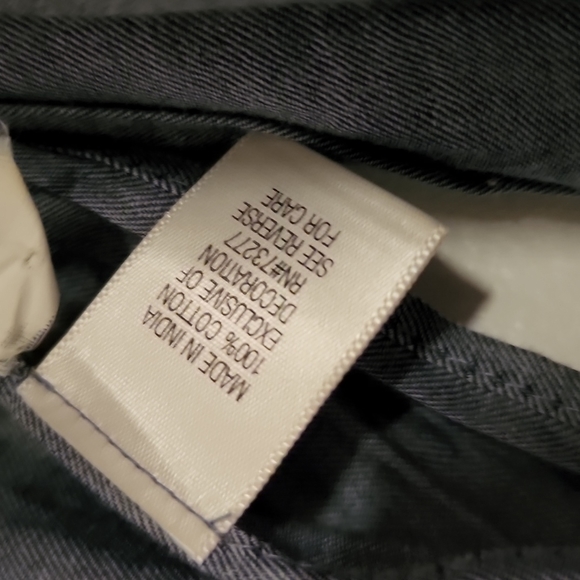 MADE IN INDIA
100% COTTON
EXCLUSIVE OF
DECORATION
RN#73277
SEE REVERSE
FOR CARE